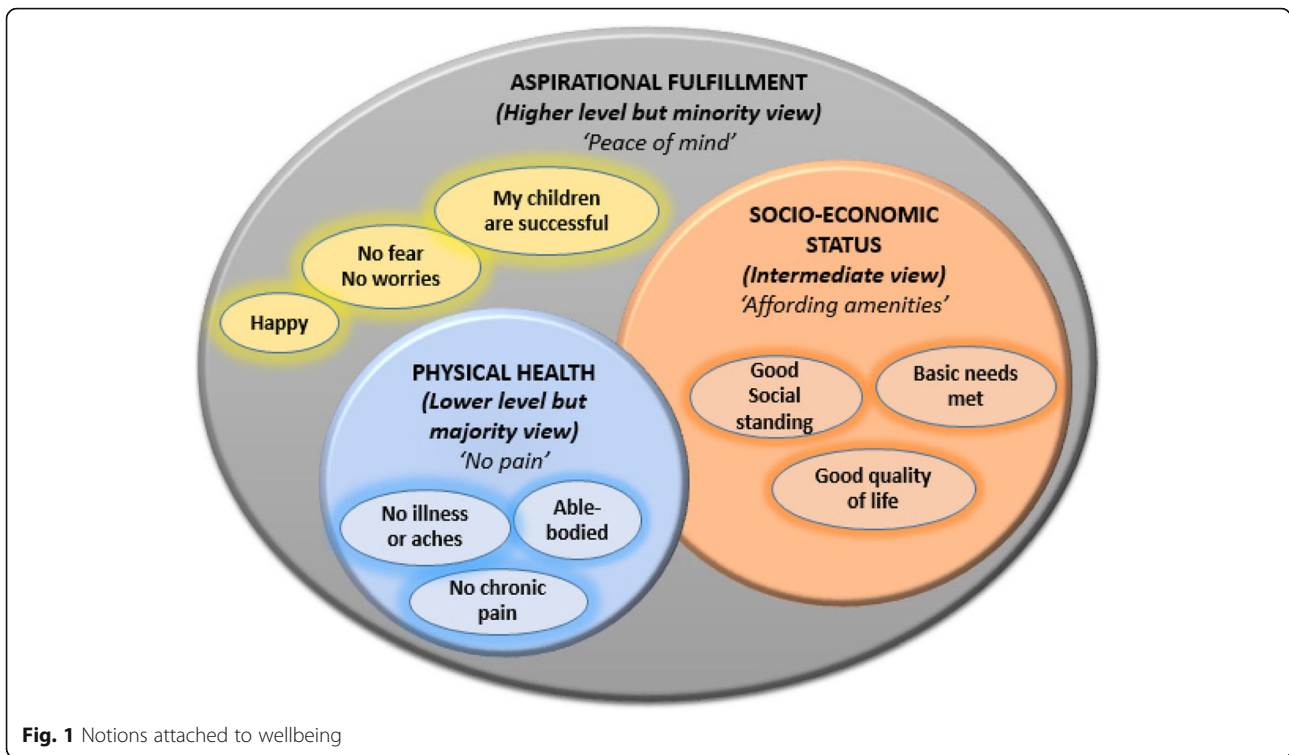 ASPIRATIONAL FULFILLMENT
(Higher level but minority view)
‘Peace of mind’
My children
are successful
No fear
No worries
Happy
SOCIO-ECONOMIC
STATUS
(Intermediate view)
‘Affording amenities’
Good
Social
standing
Basic needs
met
Good quality
of life
PHYSICAL HEALTH
(Lower level but
majority view)
‘No pain’
No illness
or aches
Able-
bodied
No chronic
pain
Fig. 1 Notions attached to wellbeing